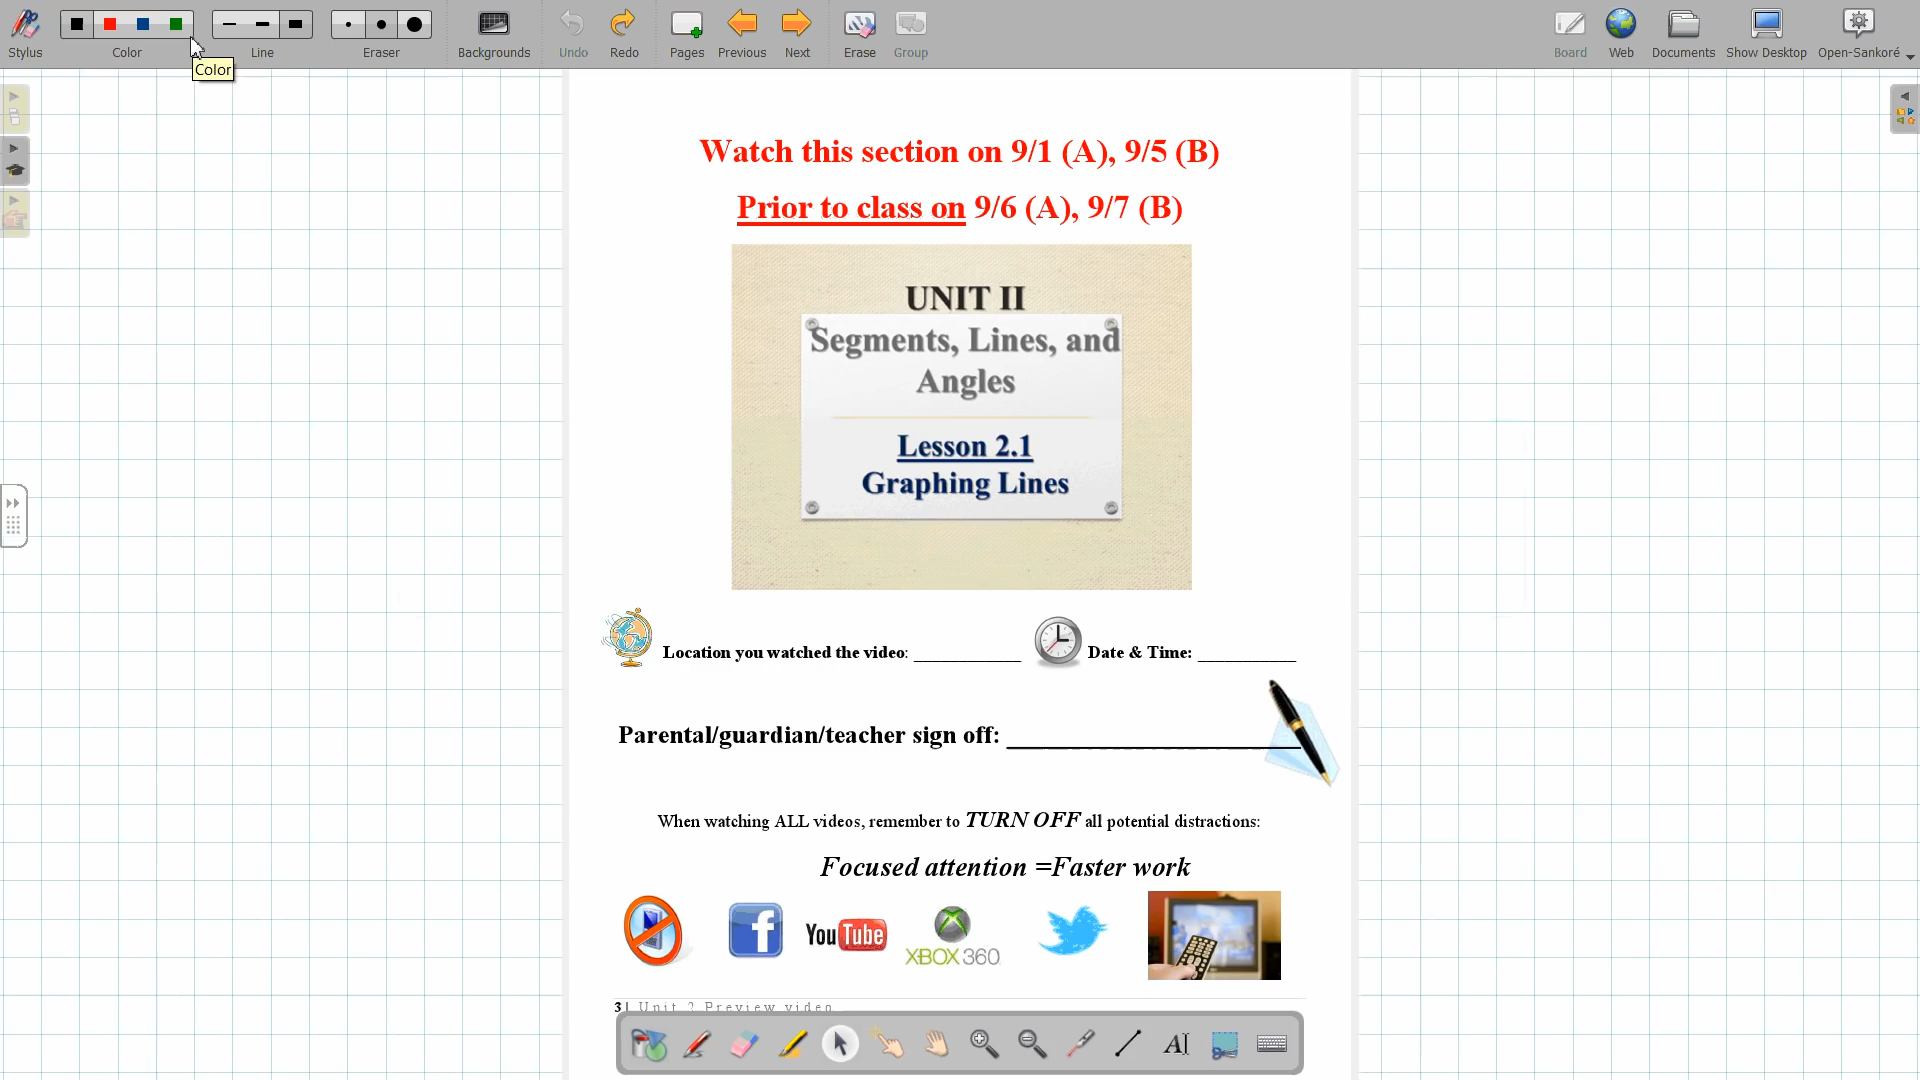 Stylus
Color
Line
Eraser
Backgrounds
Undo
Redo
Pages
Previous
Next
Erase
Group
Board
Web
Documents
Show Desktop
Open-Sankoré
Color
Watch this section on 9/1 (A), 9/5 (B)
Prior to class on 9/6 (A), 9/7 (B)
UNIT II
Segments, Lines, and
Angles
Lesson 2.1
Graphing Lines
Location you watched the video: ____________ Date & Time: ___________
Parental/guardian/teacher sign off: ________________________
When watching ALL videos, remember to TURN OFF all potential distractions:
Focused attention =Faster work
f
YouTube
XBOX 360
3| Unit 2 Preview video
AI